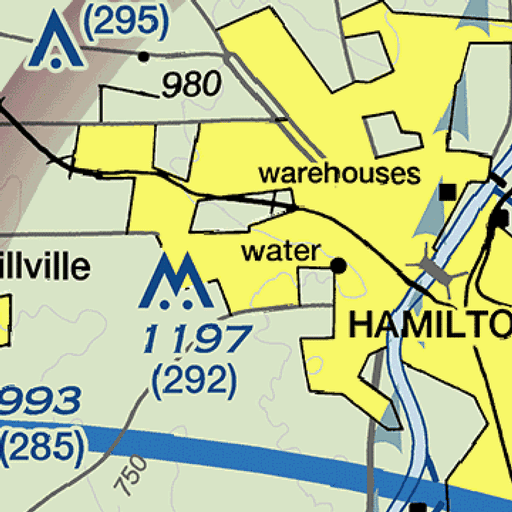 (295)
980
warehouses
water
illville
HAMILTO
1197
(292)
993
(285)
750